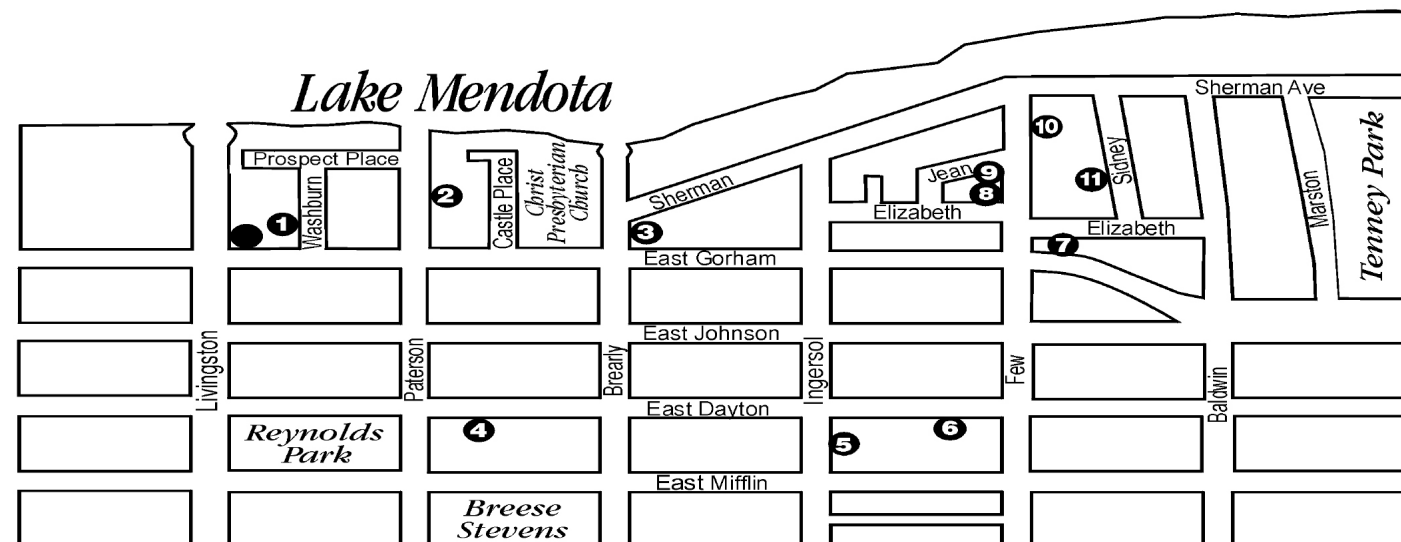 Lake Mendota
Sherman Ave
Prospect Place
Washburn
1
2
Castle Place
Christ
Presbyterian
Church
Sherman
3
Jean
9
8
Elizabeth
10
11
Sidney
Elizabeth
7
Marston
Tenney Park
East Gorham
East Johnson
Livingston
Paterson
Brearly
Ingersol
Few
Baldwin
East Dayton
Reynolds
Park
4
5
6
East Mifflin
Breese
Stevens